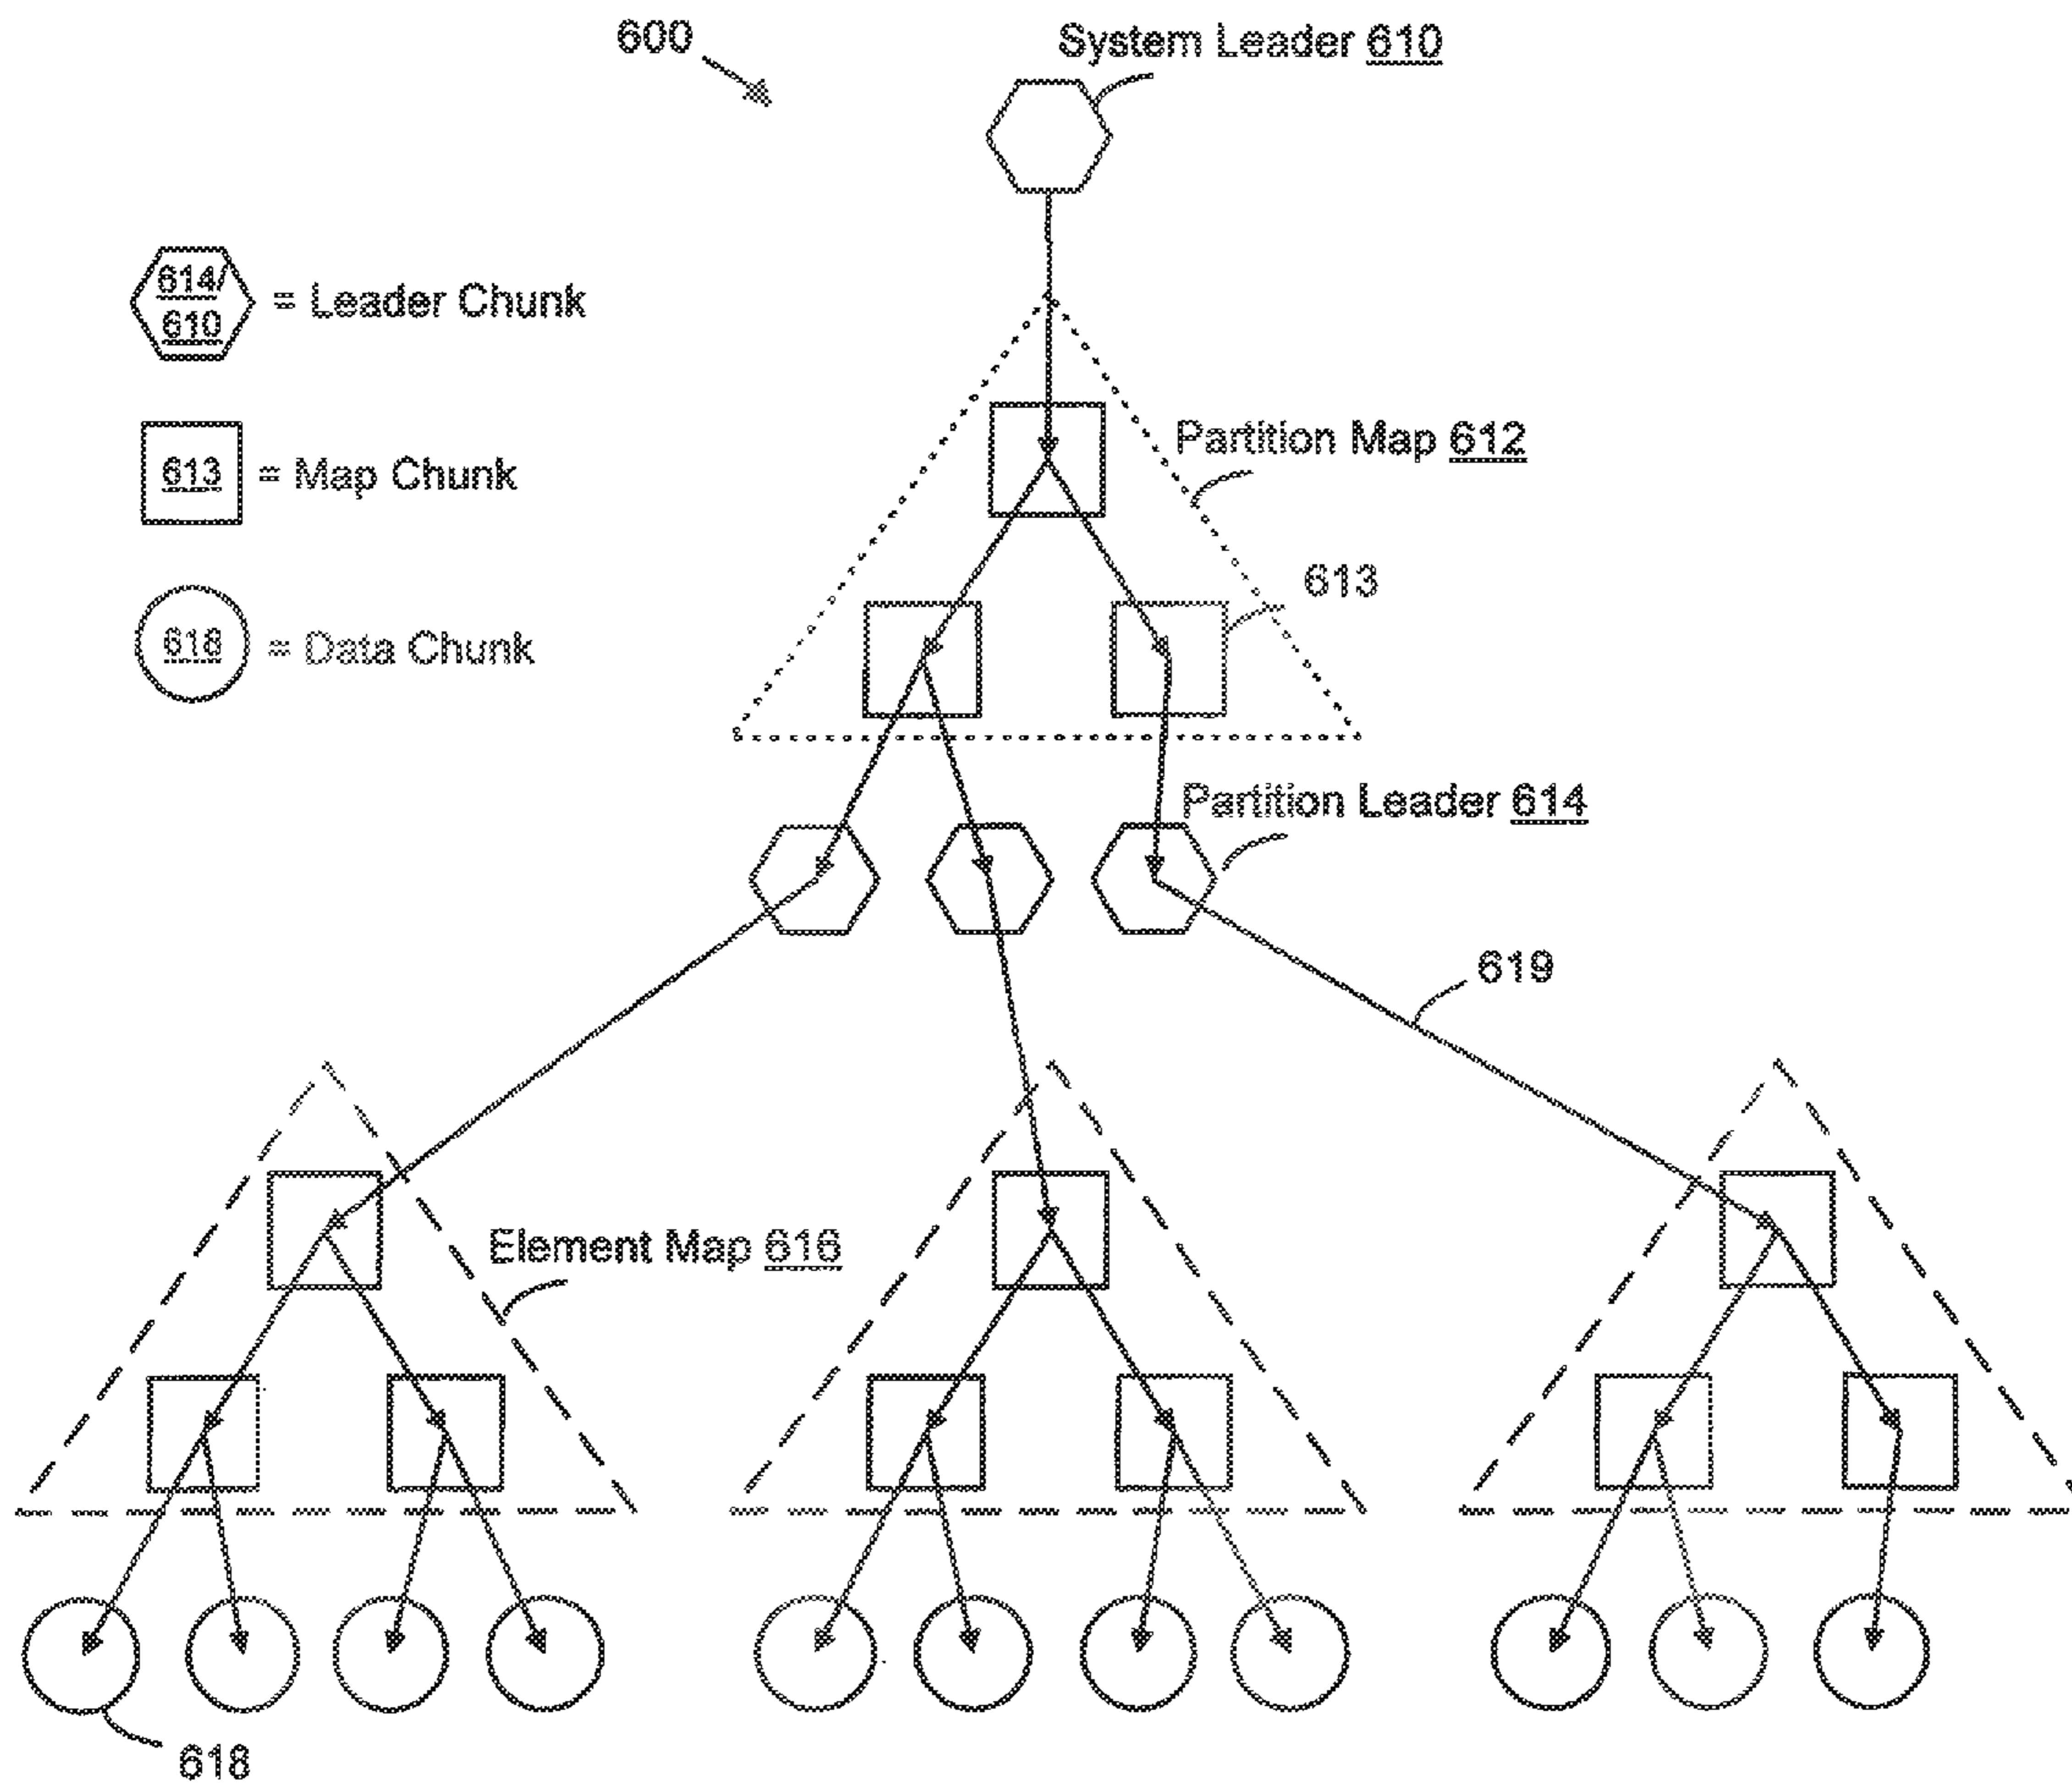 600
System Leader 610
614/
610
= Leader Chunk
Partition Map 612
613
= Map Chunk
613
618
= Data Chunk
Partition Leader 614
619
Element Map 616
618